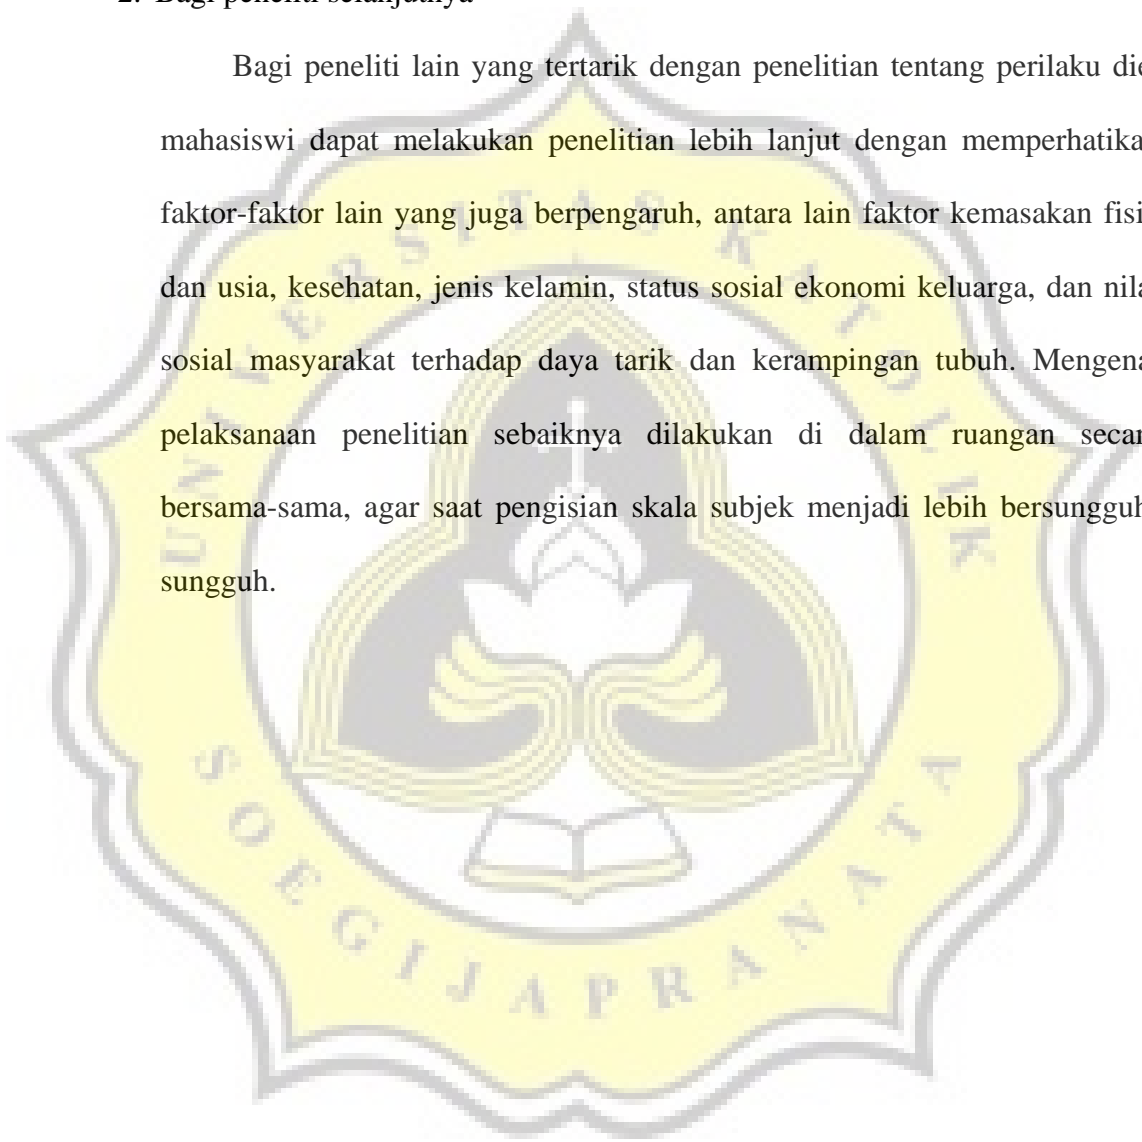 2. Bagi peneliti selanjutnya
Bagi peneliti lain yang tertarik dengan penelitian tentang perilaku die
mahasiswi dapat melakukan penelitian lebih lanjut dengan memperhatika
faktor-faktor lain yang juga berpengaruh, antara lain faktor kemasakan fisi
dan usia, kesehatan, jenis kelamin, status sosial ekonomi keluarga, dan nila
sosial masyarakat terhadap daya tarik dan kerampingan tubuh. Mengena
pelaksanaan penelitian sebaiknya dilakukan di dalam ruangan secar
bersama-sama, agar saat pengisian skala subjek menjadi lebih bersungguh
sungguh.
UNIVERSITAS KATOLIK
SOEGIJAPRANATA